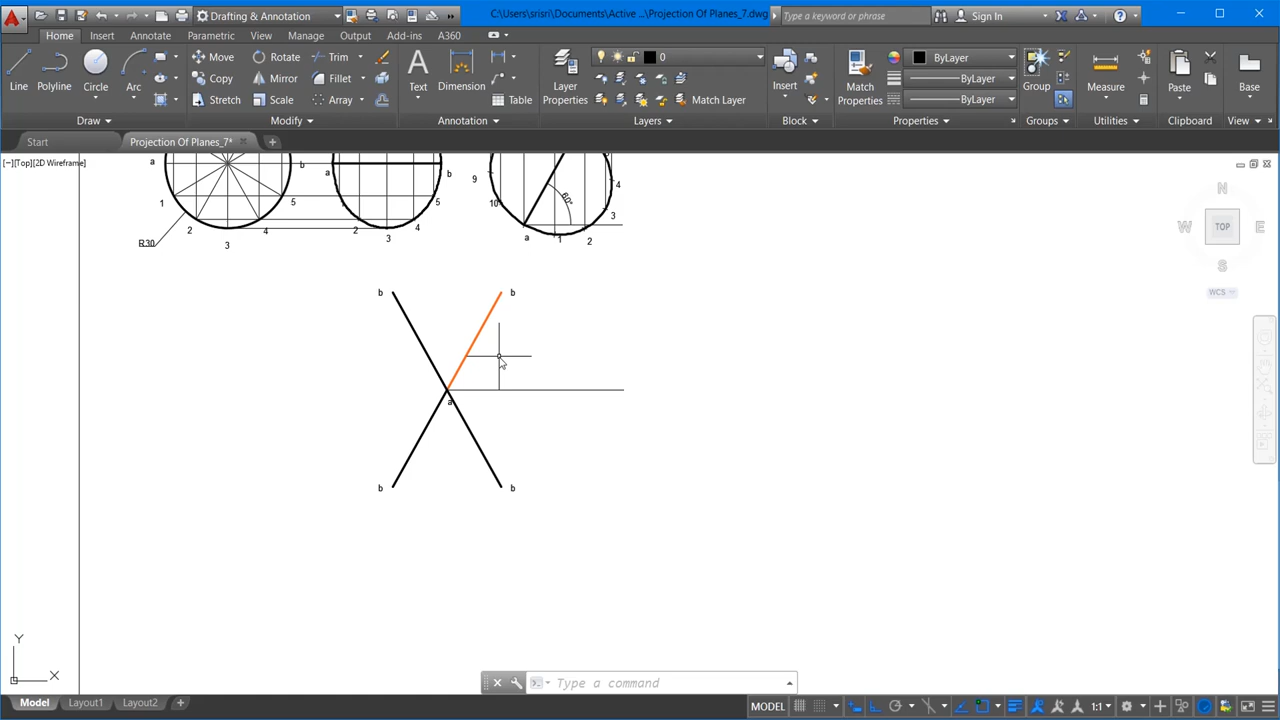 Drafting & Annotation
C:\Users\srisri\Documents\Active ...\Projection Of Planes_7.dwg
Type a keyword or phrase
Sign In
Home Insert Annotate Parametric View Manage Output Add-ins A360
Line Polyline Circle Arc
Move Rotate Trim
Copy Mirror Fillet
Stretch Scale Array
Text Dimension Table
Layer Properties
0
Match Layer
Insert
Match Properties
ByLayer
ByLayer
ByLayer
Group
Measure
Paste
Base
Draw Modify Annotation Layers Block Properties Groups Utilities Clipboard View
Start Projection Of Planes_7*
[−][Top][2D Wireframe]
a b a b 9 4
1 5 5 10 60° 3
2 3 4 2 3 4 a 1 2
R30
N
W TOP E
S
WCS
b b
a
b b
Y
X
Type a command
Model Layout1 Layout2
MODEL 1:1